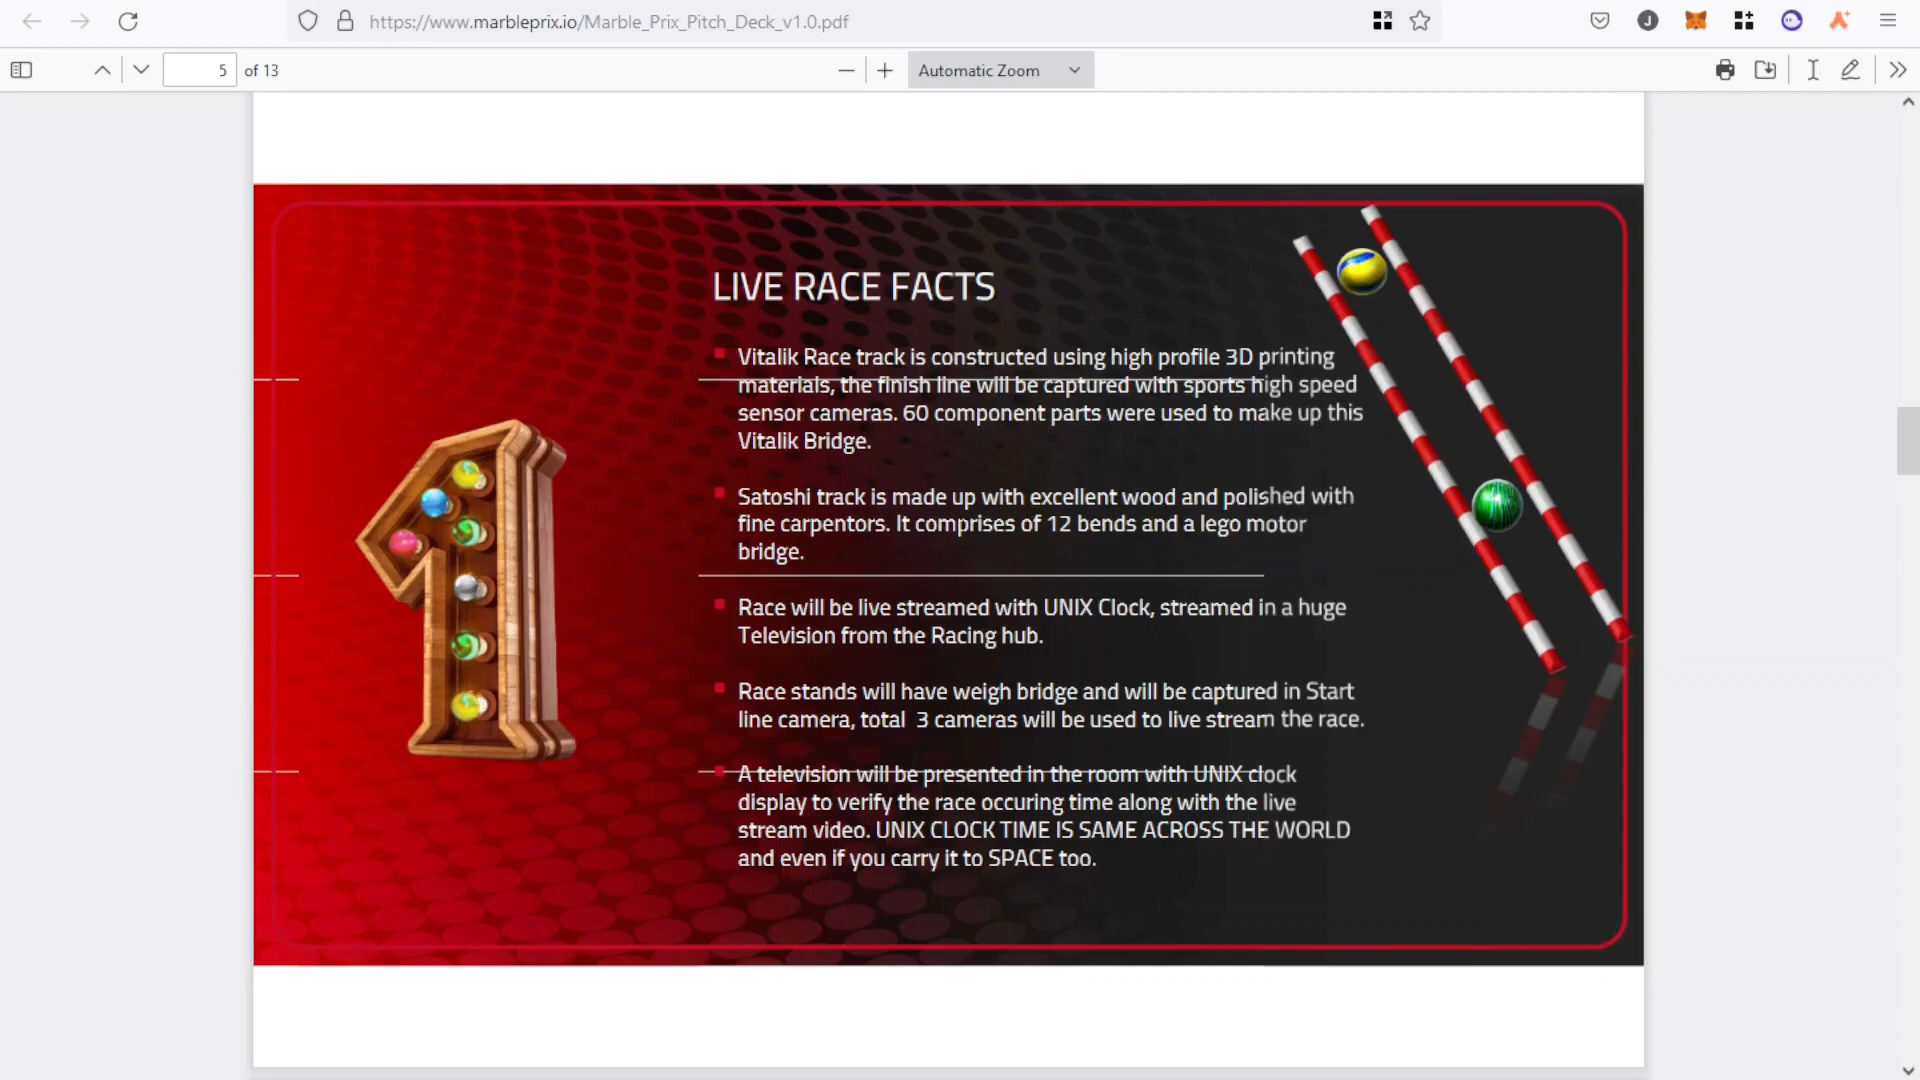 https://www.marbleprix.io/Marble_Prix_Pitch_Deck_v1.0.pdf
J
5 of 13
Automatic Zoom
LIVE RACE FACTS
Vitalik Race track is constructed using high profile 3D printing
materials, the finish line will be captured with sports high speed
sensor cameras. 60 component parts were used to make up this
Vitalik Bridge.
Satoshi track is made up with excellent wood and polished with
fine carpentors. It comprises of 12 bends and a lego motor
bridge.
Race will be live streamed with UNIX Clock, streamed in a huge
Television from the Racing hub.
Race stands will have weigh bridge and will be captured in Start
line camera, total 3 cameras will be used to live stream the race.
A television will be presented in the room with UNIX clock
display to verify the race occuring time along with the live
stream video. UNIX CLOCK TIME IS SAME ACROSS THE WORLD
and even if you carry it to SPACE too.
1